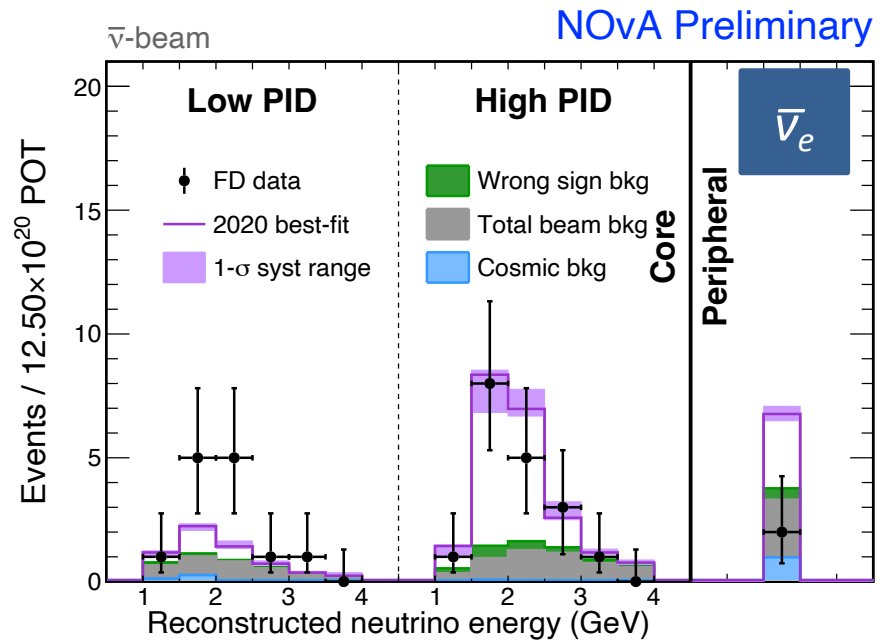 ν̅-beam
NOvA Preliminary
Low PID
High PID
ν̅e
FD data
2020 best-fit
1-σ syst range
Wrong sign bkg
Total beam bkg
Cosmic bkg
Core
Peripheral
Events / 12.50×10²⁰ POT
20
15
10
5
0
1 2 3 4 1 2 3 4
Reconstructed neutrino energy (GeV)